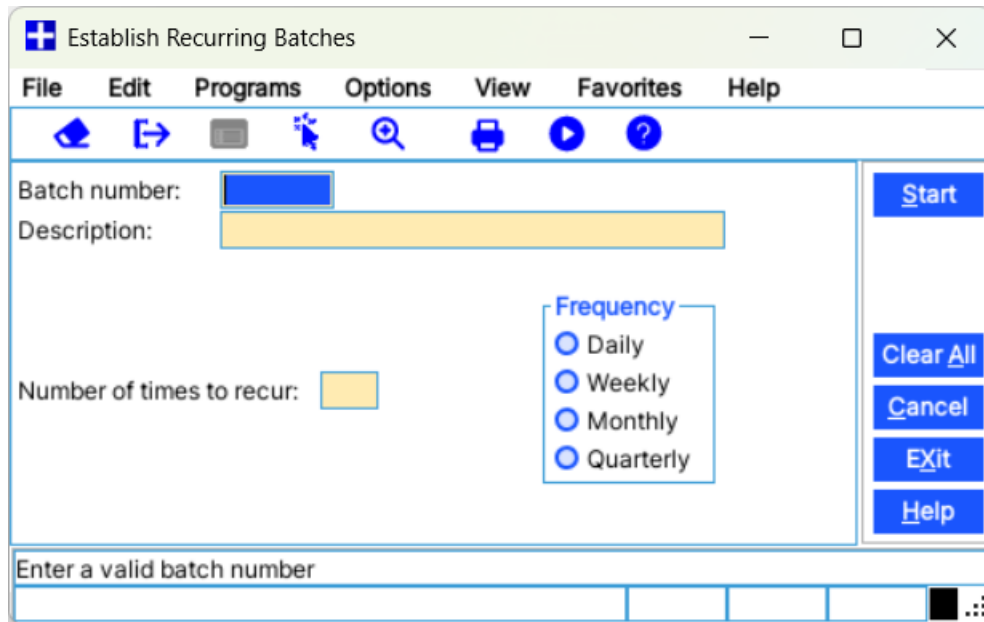 Establish Recurring Batches
File Edit Programs Options View Favorites Help
Batch number:
Start
Description:
Frequency
Daily
Clear All
Weekly
Number of times to recur:
Cancel
Monthly
EXit
Quarterly
Help
Enter a valid batch number